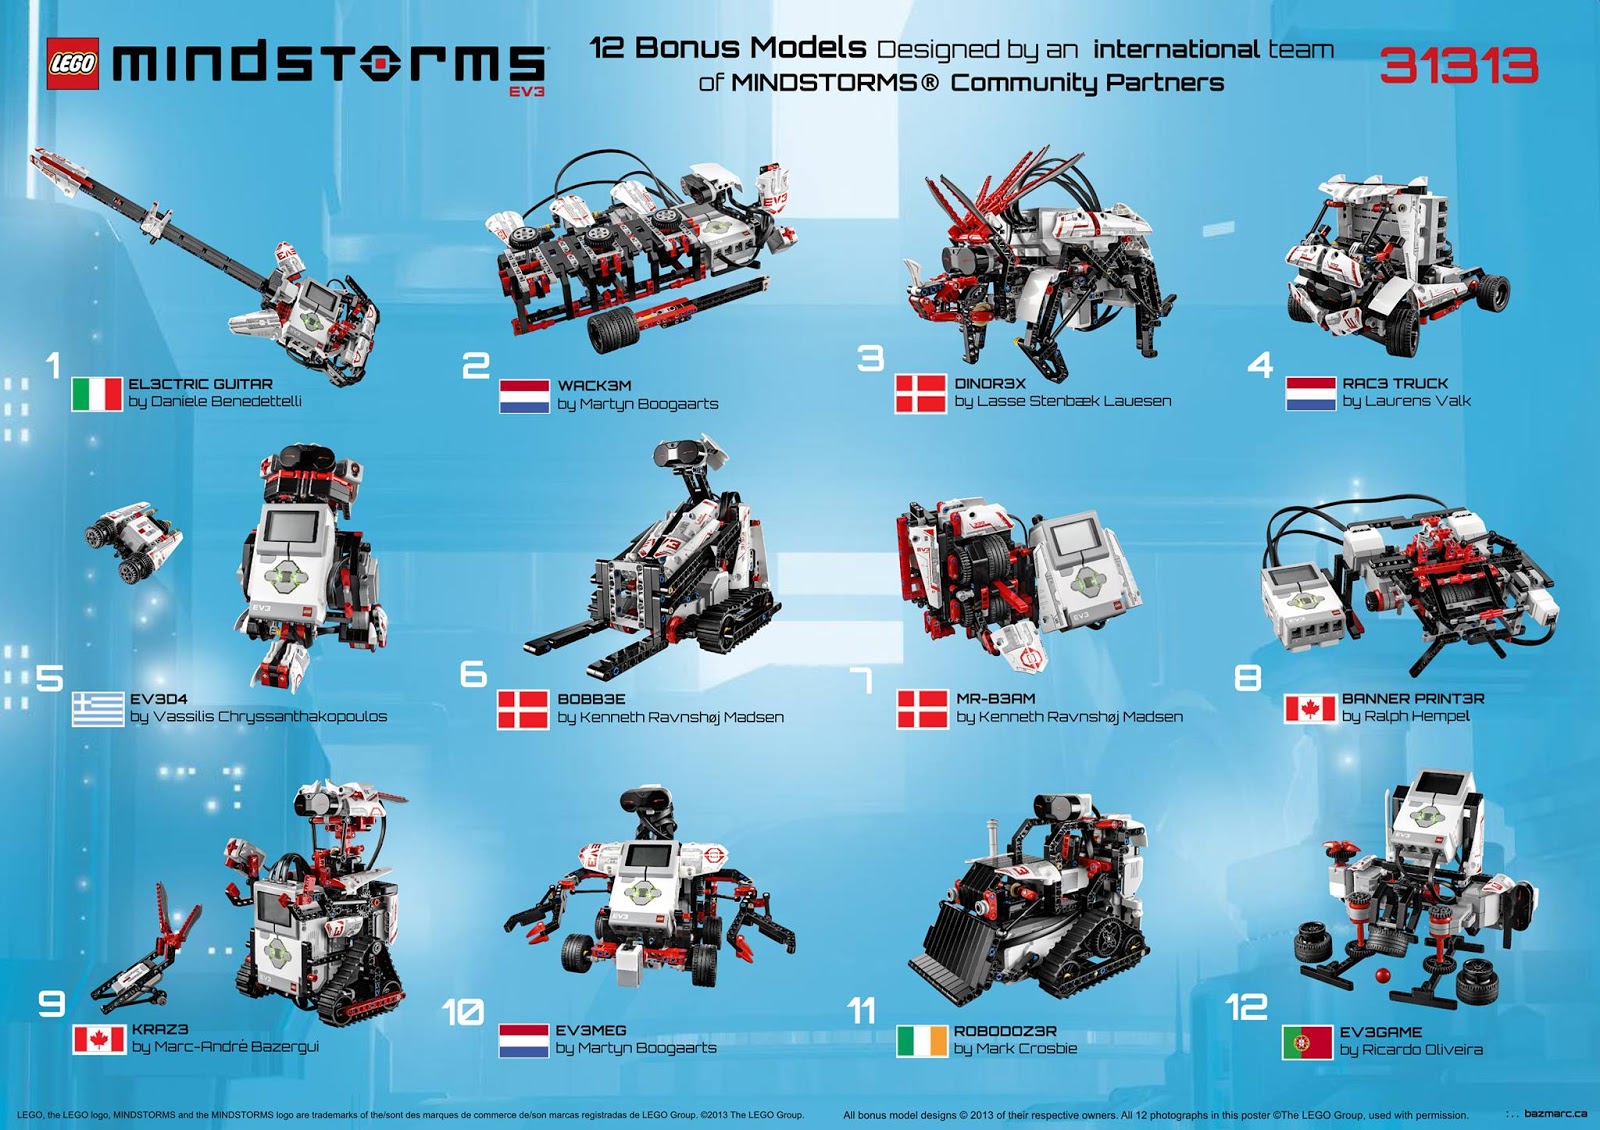 LEGO mindstorms EV3
12 Bonus Models Designed by an international team
of MINDSTORMS® Community Partners
31313
1
EL3CTRIC GUITAR
by Daniele Benedettelli
2
WACK3M
by Martyn Boogaarts
3
DINOR3X
by Lasse Stenbæk Lauesen
4
RAC3 TRUCK
by Laurens Valk
5
EV3D4
by Vassilis Chryssanthakopoulos
6
BOBB3E
by Kenneth Ravnshøj Madsen
7
MR-B3AM
by Kenneth Ravnshøj Madsen
8
BANNER PRINT3R
by Ralph Hempel
9
KRAZ3
by Marc-André Bazergui
10
EV3MEG
by Martyn Boogaarts
11
ROBODOZ3R
by Mark Crosbie
12
EV3GAME
by Ricardo Oliveira
LEGO, the LEGO logo, MINDSTORMS and the MINDSTORMS logo are trademarks of the/sont des marques de commerce de/son marcas registradas de LEGO Group. ©2013 The LEGO Group.
All bonus model designs © 2013 of their respective owners. All 12 photographs in this poster ©The LEGO Group, used with permission.
:.. bazmarc.ca